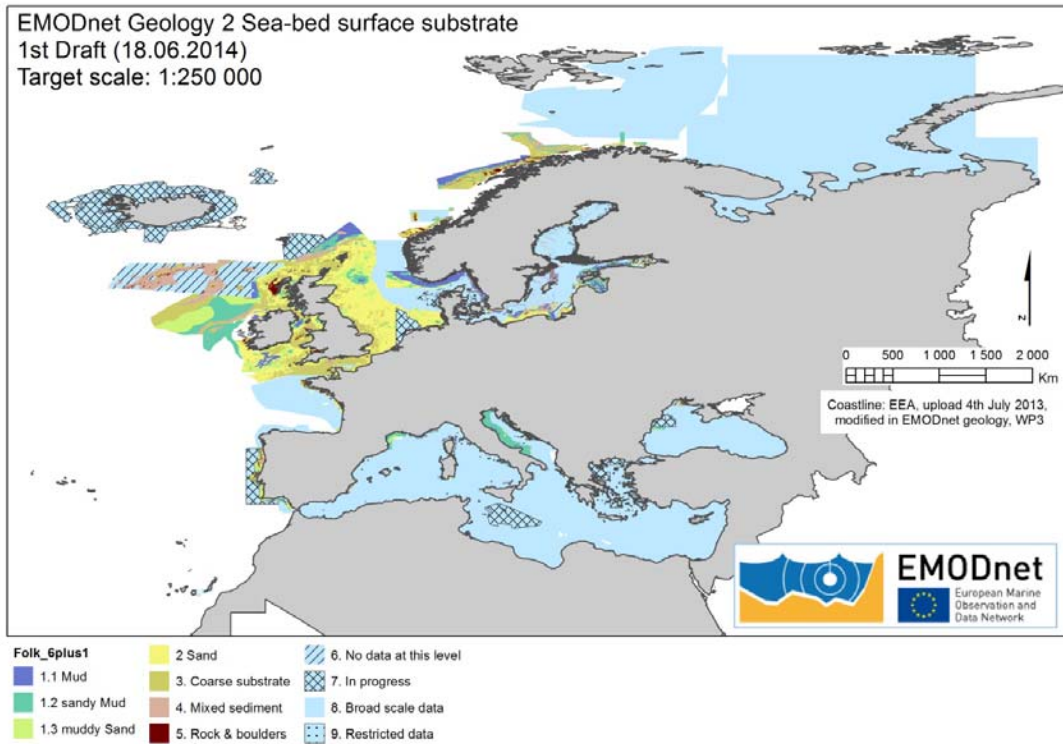 EMODnet Geology 2 Sea-bed surface substrate
1st Draft (18.06.2014)
Target scale: 1:250 000
N
0 500 1 000 1 500 2 000
Km
Coastline: EEA, upload 4th July 2013,
modified in EMODnet geology, WP3
EMODnet
European Marine
Observation and
Data Network
Folk_6plus1
1.1 Mud
1.2 sandy Mud
1.3 muddy Sand
2 Sand
3. Coarse substrate
4. Mixed sediment
5. Rock & boulders
6. No data at this level
7. In progress
8. Broad scale data
9. Restricted data